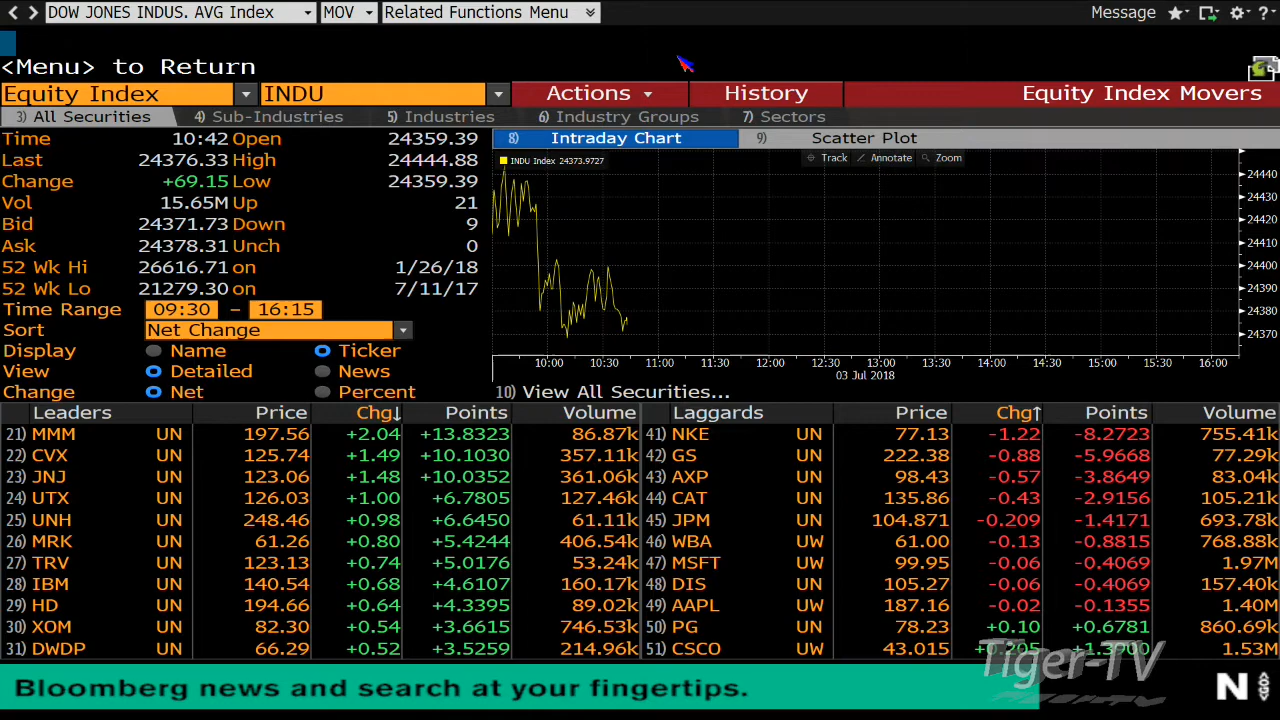 DOW JONES INDUS. AVG Index MOV Related Functions Menu Message ?
<Menu> to Return
Equity Index INDU Actions History Equity Index Movers
3) All Securities 4) Sub-Industries 5) Industries 6) Industry Groups 7) Sectors
Time 10:42 Open 24359.39
Last 24376.33 High 24444.88
Change +69.15 Low 24359.39
Vol 15.65M Up 21
Bid 24371.73 Down 9
Ask 24378.31 Unch 0
52 Wk Hi 26616.71 on 1/26/18
52 Wk Lo 21279.30 on 7/11/17
Time Range 09:30 - 16:15
Sort Net Change
Display Name Ticker
View Detailed News
Change Net Percent
8) Intraday Chart 9) Scatter Plot
INDU Index 24373.9727 Track Annotate Zoom
24440
24430
24420
24410
24400
24390
24380
24370
10:00 10:30 11:00 11:30 12:00 12:30 13:00 13:30 14:00 14:30 15:00 15:30 16:00
03 Jul 2018
10) View All Securities...
Leaders Price Chg↓ Points Volume Laggards Price Chg↑ Points Volume
21) MMM UN 197.56 +2.04 +13.8323 86.87k 41) NKE UN 77.13 -1.22 -8.2723 755.41k
22) CVX UN 125.74 +1.49 +10.1030 357.11k 42) GS UN 222.38 -0.88 -5.9668 77.29k
23) JNJ UN 123.06 +1.48 +10.0352 361.06k 43) AXP UN 98.43 -0.57 -3.8649 83.04k
24) UTX UN 126.03 +1.00 +6.7805 127.46k 44) CAT UN 135.86 -0.43 -2.9156 105.21k
25) UNH UN 248.46 +0.98 +6.6450 61.11k 45) JPM UN 104.871 -0.209 -1.4171 693.78k
26) MRK UN 61.26 +0.80 +5.4244 406.54k 46) WBA UW 61.00 -0.13 -0.8815 768.88k
27) TRV UN 123.13 +0.74 +5.0176 53.24k 47) MSFT UW 99.95 -0.06 -0.4069 1.97M
28) IBM UN 140.54 +0.68 +4.6107 160.17k 48) DIS UN 105.27 -0.06 -0.4069 157.40k
29) HD UN 194.66 +0.64 +4.3395 89.02k 49) AAPL UW 187.16 -0.02 -0.1355 1.40M
30) XOM UN 82.30 +0.54 +3.6615 746.53k 50) PG UN 78.23 +0.10 +0.6781 860.69k
31) DWDP UN 66.29 +0.52 +3.5259 214.96k 51) CSCO UW 43.015 +0.205 +1.3900 1.53M
Tiger-TV
Bloomberg news and search at your fingertips.
N